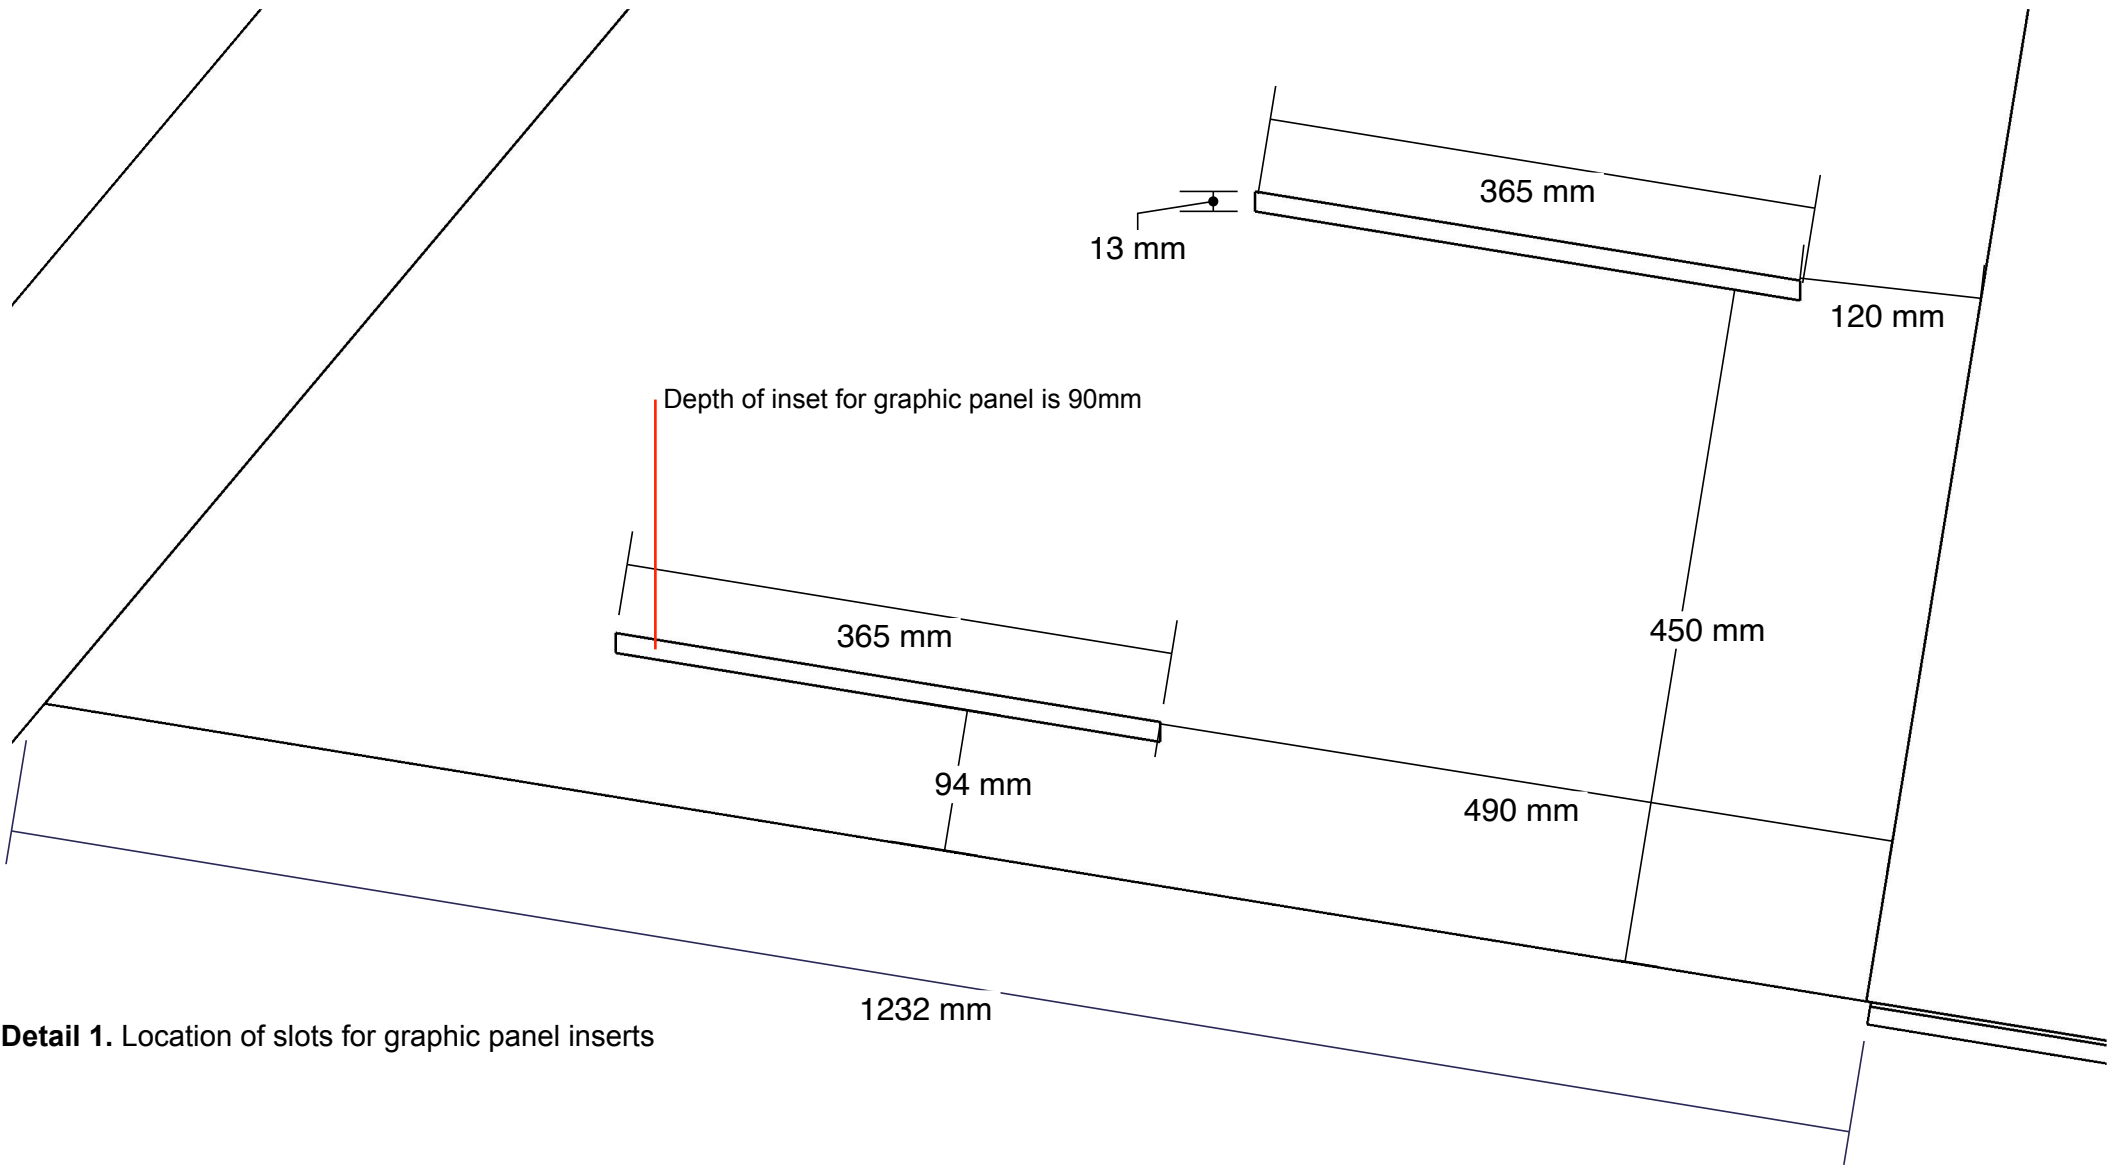 365 mm
13 mm
120 mm
Depth of inset for graphic panel is 90mm
365 mm
450 mm
94 mm
490 mm
1232 mm
Detail 1. Location of slots for graphic panel inserts